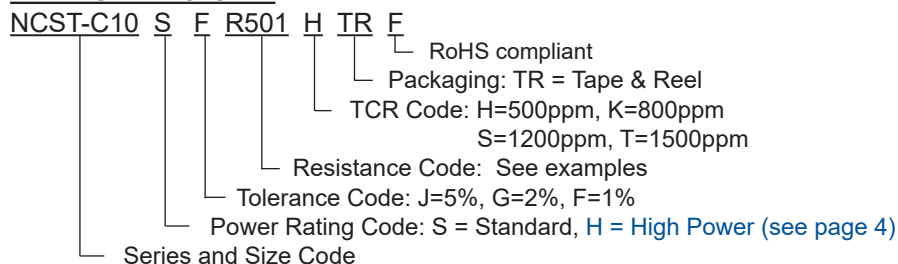 NCST-C10 S F R501 H TR F
RoHS compliant
Packaging: TR = Tape & Reel
TCR Code: H=500ppm, K=800ppm
S=1200ppm, T=1500ppm
Resistance Code: See examples
Tolerance Code: J=5%, G=2%, F=1%
Power Rating Code: S = Standard, H = High Power (see page 4)
Series and Size Code